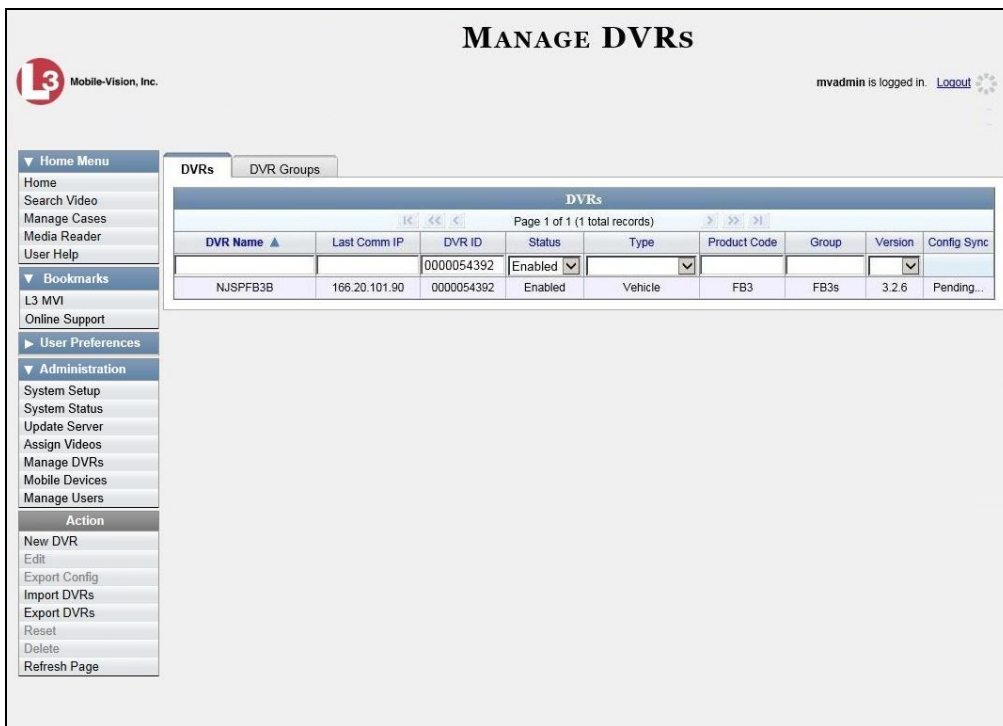 MANAGE DVRS
L3 Mobile-Vision, Inc.
mvadmin is logged in. Logout
▼ Home Menu
Home
Search Video
Manage Cases
Media Reader
User Help
▼ Bookmarks
L3 MVI
Online Support
▶ User Preferences
▼ Administration
System Setup
System Status
Update Server
Assign Videos
Manage DVRs
Mobile Devices
Manage Users
Action
New DVR
Edit
Export Config
Import DVRs
Export DVRs
Reset
Delete
Refresh Page
DVRs DVR Groups
DVRs
Page 1 of 1 (1 total records)
DVR Name ▲ Last Comm IP DVR ID Status Type Product Code Group Version Config Sync
0000054392 Enabled
NJSPFB3B 166.20.101.90 0000054392 Enabled Vehicle FB3 FB3s 3.2.6 Pending...